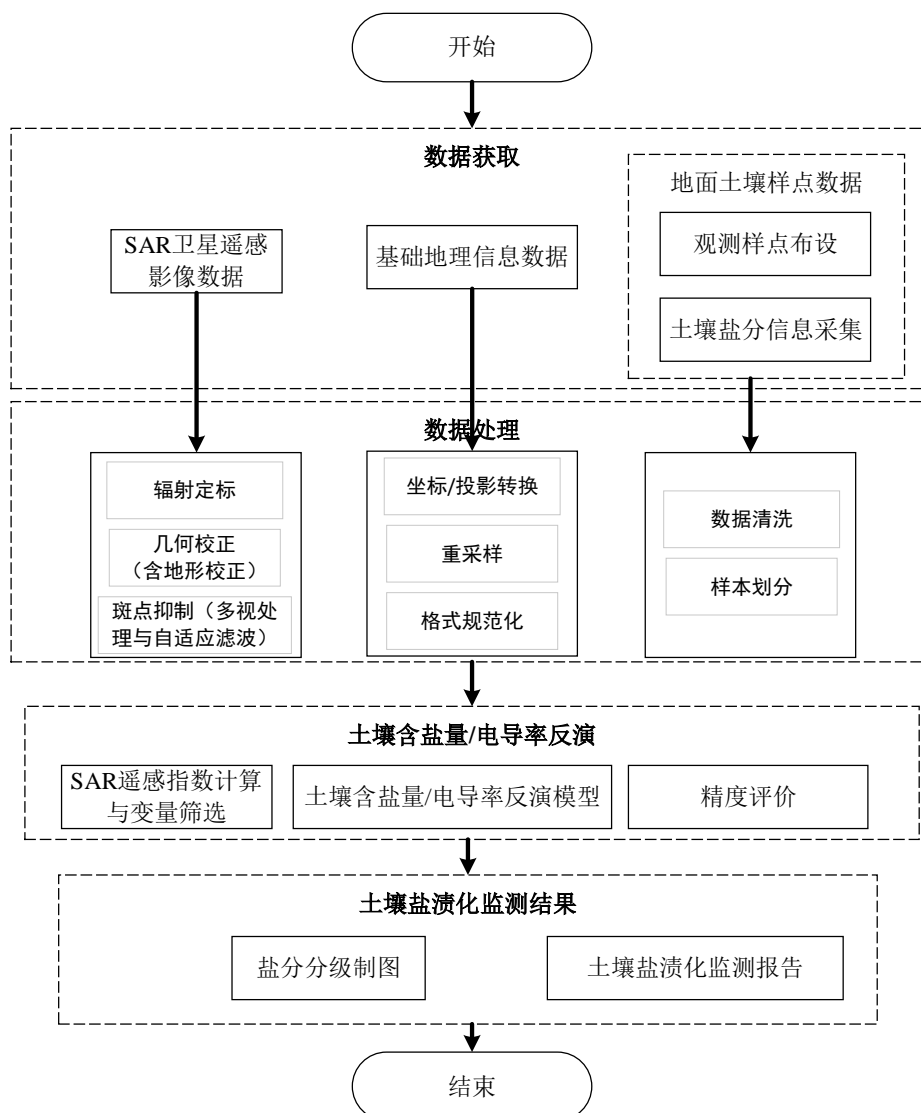 开始
数据获取
地面土壤样点数据
SAR卫星遥感
影像数据
基础地理信息数据
观测样点布设
土壤盐分信息采集
数据处理
辐射定标
几何校正
（含地形校正）
斑点抑制（多视处
理与自适应滤波）
坐标/投影转换
重采样
格式规范化
数据清洗
样本划分
土壤含盐量/电导率反演
SAR遥感指数计算
与变量筛选
土壤含盐量/电导率反演模型
精度评价
土壤盐渍化监测结果
盐分分级制图
土壤盐渍化监测报告
结束